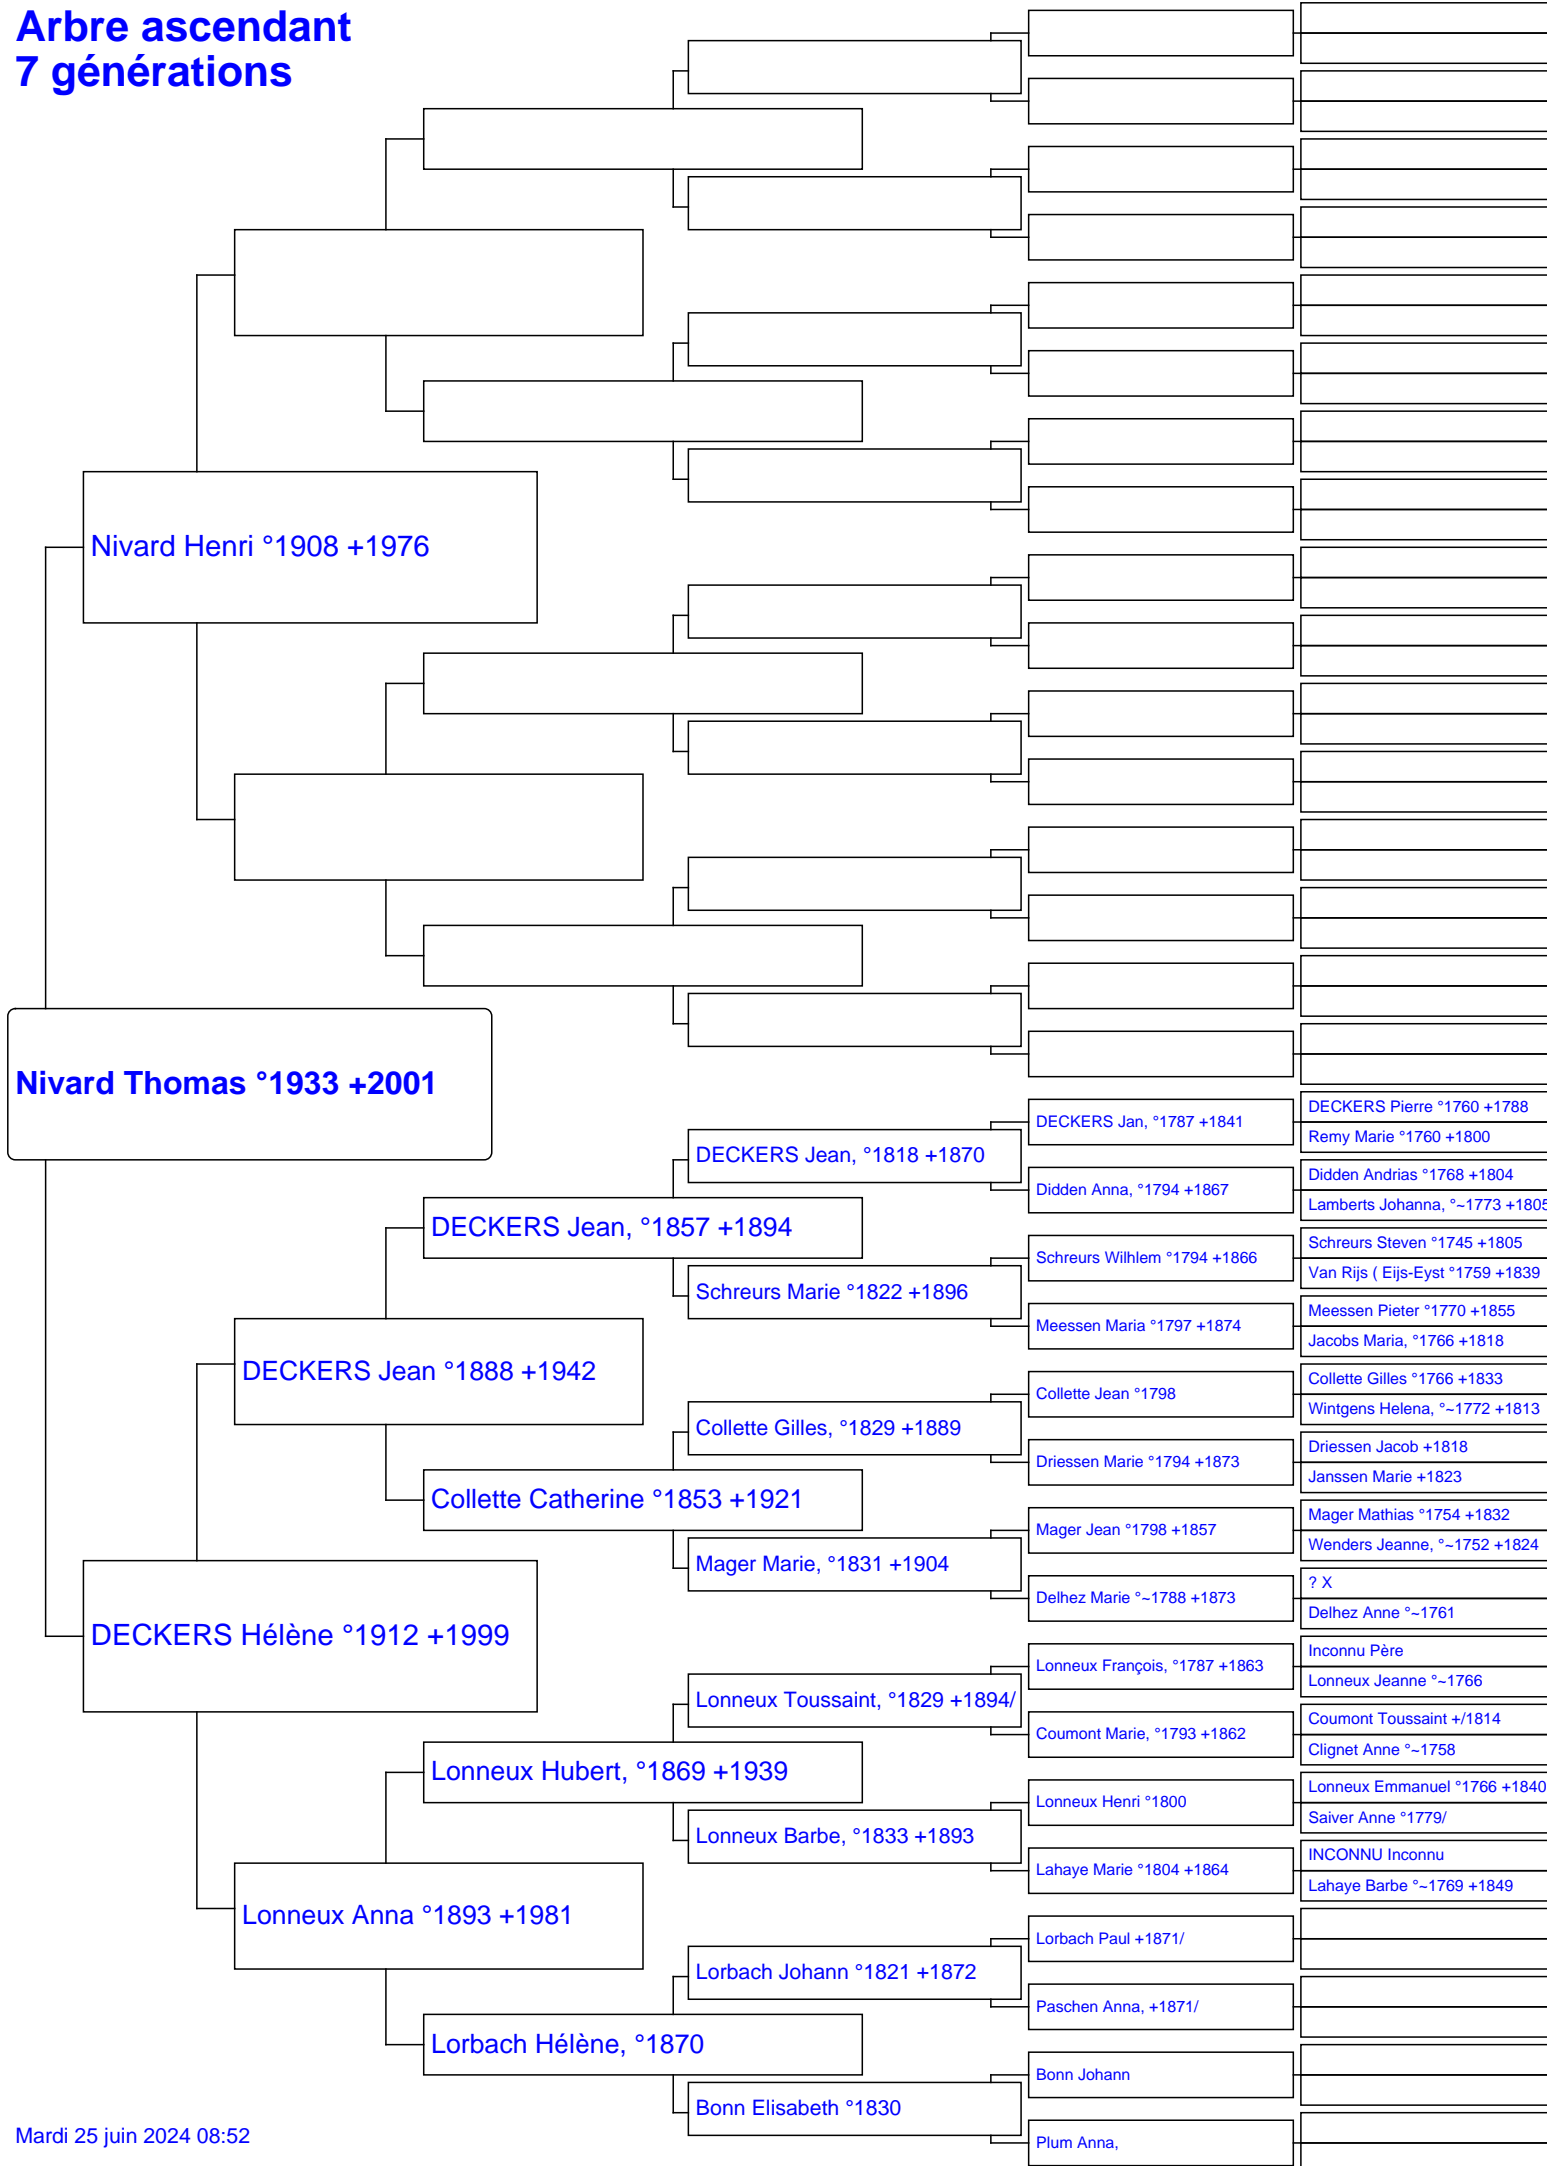 Arbre ascendant
7 générations
Nivard Henri °1908 +1976
Nivard Thomas °1933 +2001
DECKERS Hélène °1912 +1999
DECKERS Jean °1888 +1942
Lonneux Anna °1893 +1981
DECKERS Jean, °1857 +1894
Collette Catherine °1853 +1921
Lonneux Hubert, °1869 +1939
Lorbach Hélène, °1870
DECKERS Jean, °1818 +1870
Schreurs Marie °1822 +1896
Collette Gilles, °1829 +1889
Mager Marie, °1831 +1904
Lonneux Toussaint, °1829 +1894/
Lonneux Barbe, °1833 +1893
Lorbach Johann °1821 +1872
Bonn Elisabeth °1830
DECKERS Jan, °1787 +1841
Didden Anna, °1794 +1867
Schreurs Wilhlem °1794 +1866
Meessen Maria °1797 +1874
Collette Jean °1798
Driessen Marie °1794 +1873
Mager Jean °1798 +1857
Delhez Marie °~1788 +1873
Lonneux François, °1787 +1863
Coumont Marie, °1793 +1862
Lonneux Henri °1800
Lahaye Marie °1804 +1864
Lorbach Paul +1871/
Paschen Anna, +1871/
Bonn Johann
Plum Anna,
DECKERS Pierre °1760 +1788
Remy Marie °1760 +1800
Didden Andrias °1768 +1804
Lamberts Johanna, °~1773 +1805
Schreurs Steven °1745 +1805
Van Rijs ( Eijs-Eyst °1759 +1839
Meessen Pieter °1770 +1855
Jacobs Maria, °1766 +1818
Collette Gilles °1766 +1833
Wintgens Helena, °~1772 +1813
Driessen Jacob +1818
Janssen Marie +1823
Mager Mathias °1754 +1832
Wenders Jeanne, °~1752 +1824
? X
Delhez Anne °~1761
Inconnu Père
Lonneux Jeanne °~1766
Coumont Toussaint +/1814
Clignet Anne °~1758
Lonneux Emmanuel °1766 +1840
Saiver Anne °1779/
INCONNU Inconnu
Lahaye Barbe °~1769 +1849
Mardi 25 juin 2024 08:52